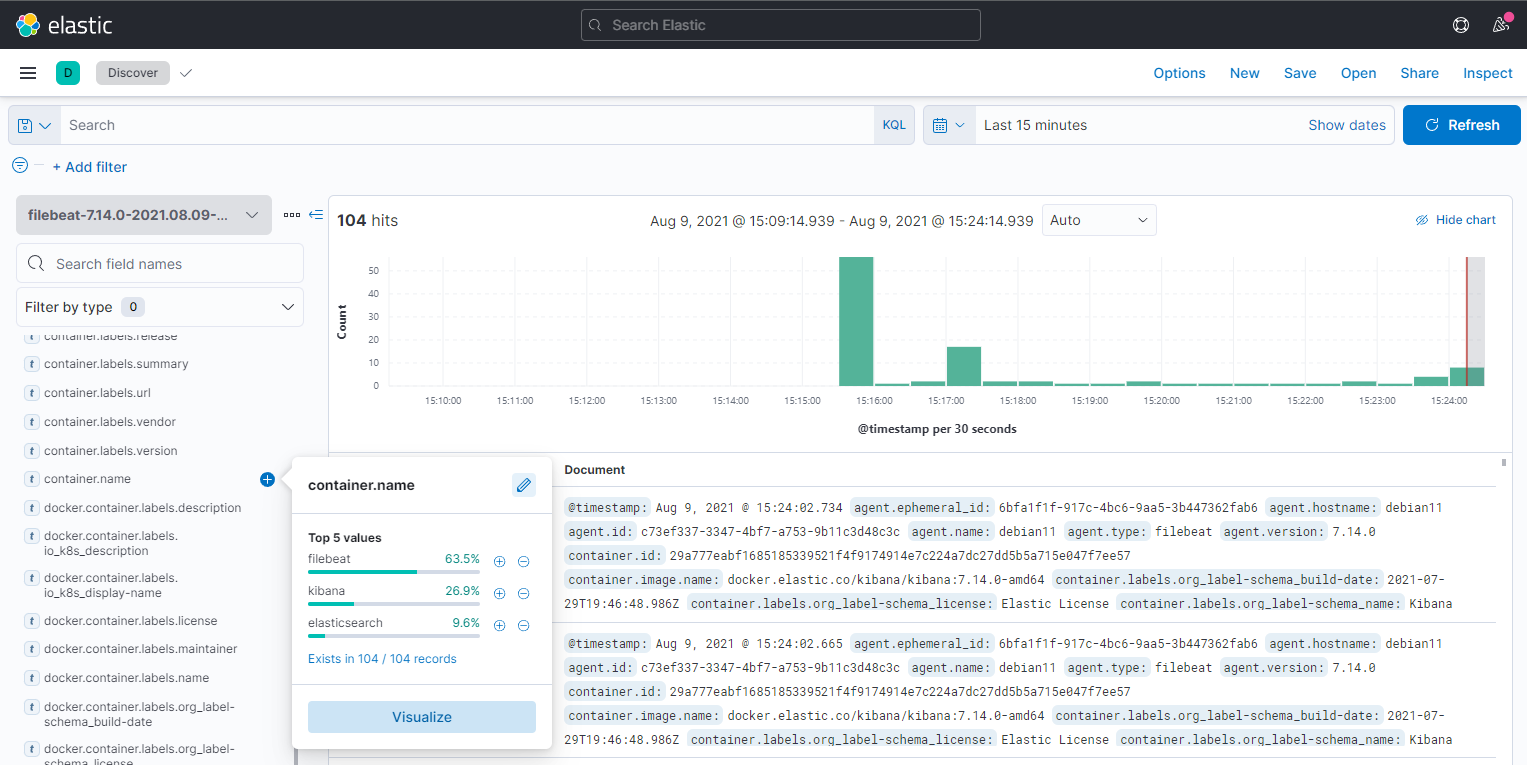 elastic
Search Elastic
D
Discover
Options New Save Open Share Inspect
Search
KQL
Last 15 minutes
Show dates
Refresh
+ Add filter
filebeat-7.14.0-2021.08.09-...
Search field names
Filter by type 0
104 hits
Aug 9, 2021 @ 15:09:14.939 - Aug 9, 2021 @ 15:24:14.939
Auto
Hide chart
Count
50
40
30
20
10
0
15:10:00 15:11:00 15:12:00 15:13:00 15:14:00 15:15:00 15:16:00 15:17:00 15:18:00 15:19:00 15:20:00 15:21:00 15:22:00 15:23:00 15:24:00
@timestamp per 30 seconds
t container.labels.release
t container.labels.summary
t container.labels.url
t container.labels.vendor
t container.labels.version
t container.name
t docker.container.labels.description
t docker.container.labels.
io_k8s_description
t docker.container.labels.
io_k8s_display-name
t docker.container.labels.license
t docker.container.labels.maintainer
t docker.container.labels.name
t docker.container.labels.org_label-
schema_build-date
t docker.container.labels.org_label-
schema_license
container.name
Top 5 values
filebeat 63.5%
kibana 26.9%
elasticsearch 9.6%
Exists in 104 / 104 records
Visualize
Document
@timestamp: Aug 9, 2021 @ 15:24:02.734 agent.ephemeral_id: 6bfa1f1f-917c-4bc6-9aa5-3b447362fab6 agent.hostname: debian11
agent.id: c73ef337-3347-4bf7-a753-9b11c3d48c3c agent.name: debian11 agent.type: filebeat agent.version: 7.14.0
container.id: 29a777eabf1685185339521f4f9174914e7c224a7dc27dd5b5a715e047f7ee57
container.image.name: docker.elastic.co/kibana/kibana:7.14.0-amd64 container.labels.org_label-schema_build-date: 2021-07-
29T19:46:48.986Z container.labels.org_label-schema_license: Elastic License container.labels.org_label-schema_name: Kibana
@timestamp: Aug 9, 2021 @ 15:24:02.665 agent.ephemeral_id: 6bfa1f1f-917c-4bc6-9aa5-3b447362fab6 agent.hostname: debian11
agent.id: c73ef337-3347-4bf7-a753-9b11c3d48c3c agent.name: debian11 agent.type: filebeat agent.version: 7.14.0
container.id: 29a777eabf1685185339521f4f9174914e7c224a7dc27dd5b5a715e047f7ee57
container.image.name: docker.elastic.co/kibana/kibana:7.14.0-amd64 container.labels.org_label-schema_build-date: 2021-07-
29T19:46:48.986Z container.labels.org_label-schema_license: Elastic License container.labels.org_label-schema_name: Kibana